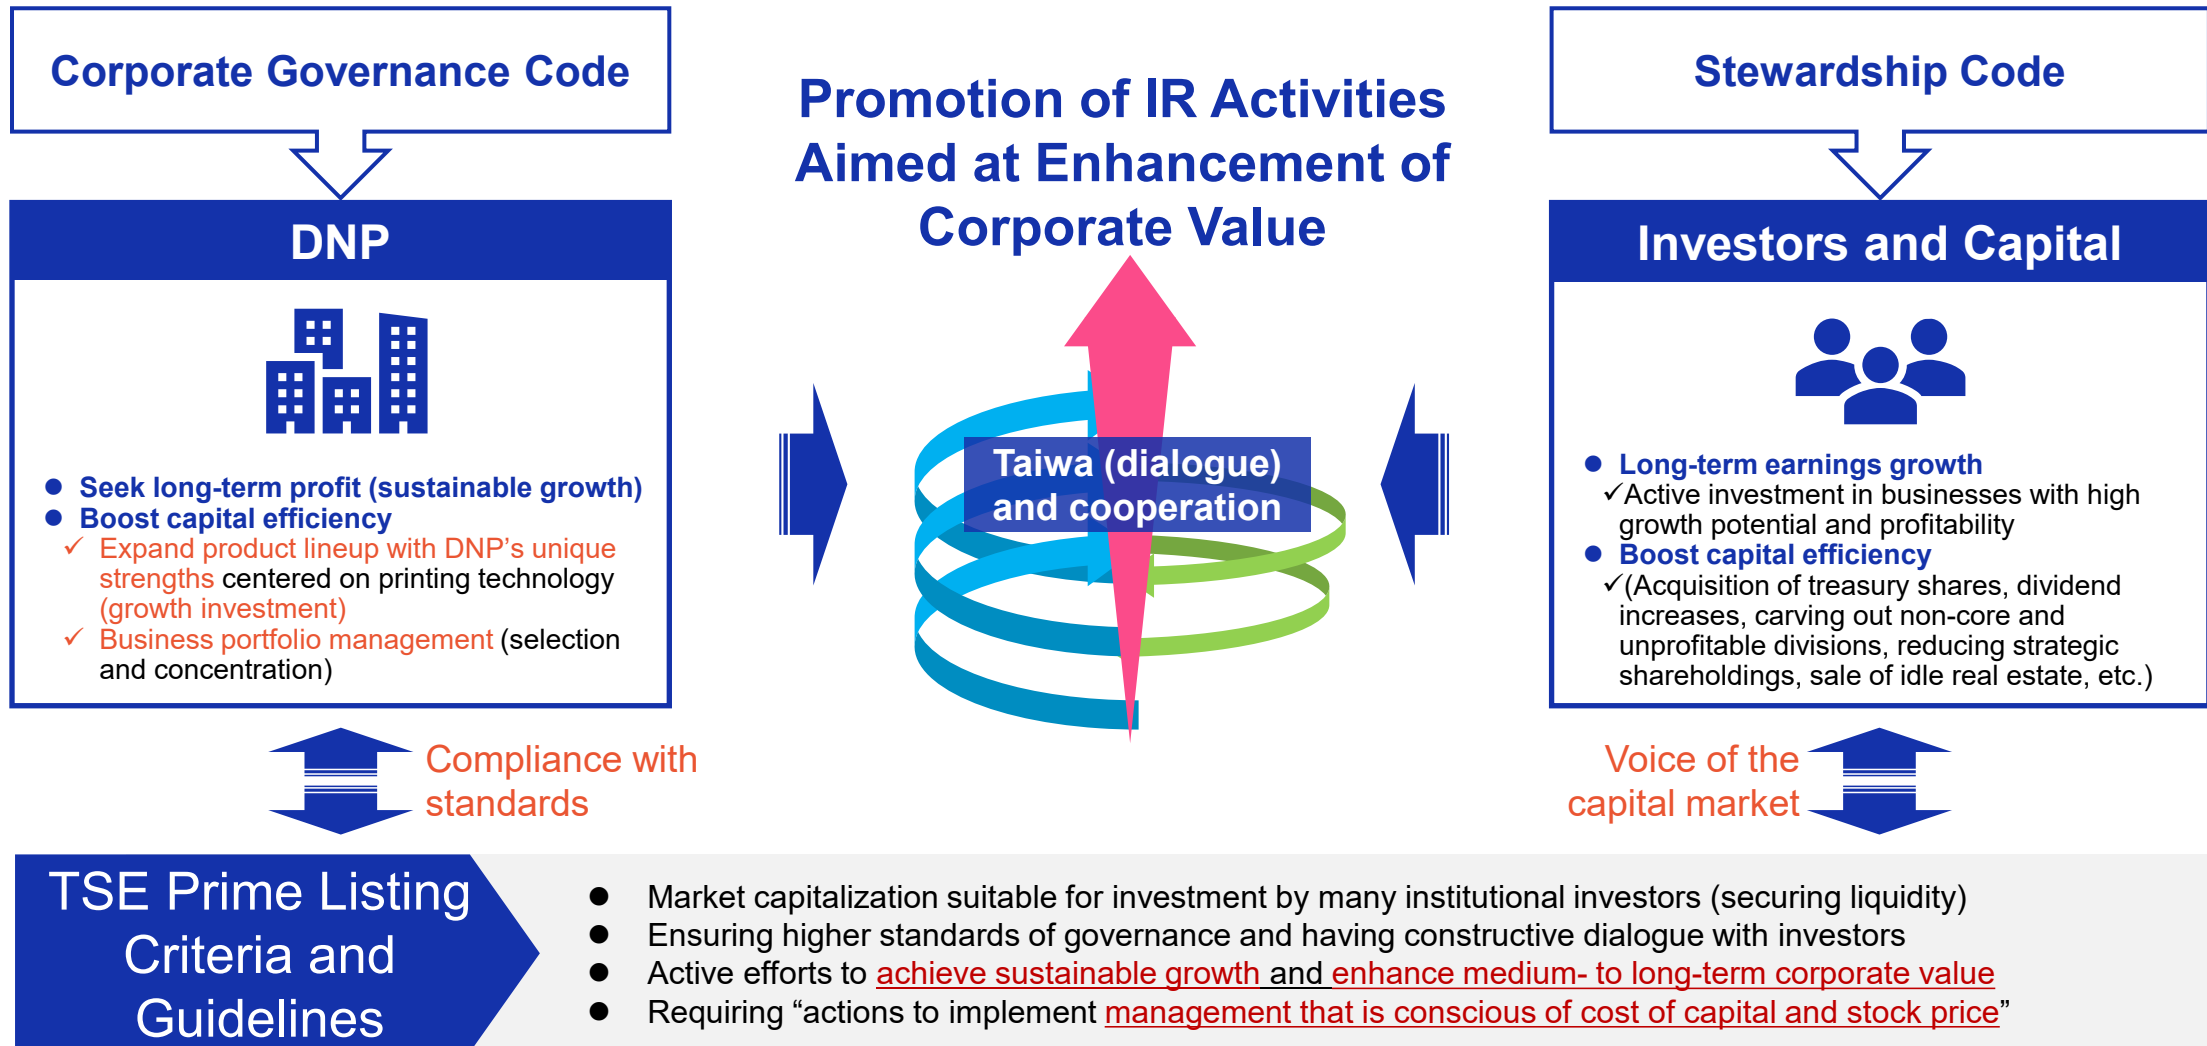 Corporate Governance Code
DNP
● Seek long-term profit (sustainable growth)
● Boost capital efficiency
✓ Expand product lineup with DNP’s unique
strengths centered on printing technology
(growth investment)
✓ Business portfolio management (selection
and concentration)
Compliance with
standards
Promotion of IR Activities
Aimed at Enhancement of
Corporate Value
Taiwa (dialogue)
and cooperation
Stewardship Code
Investors and Capital
● Long-term earnings growth
✓Active investment in businesses with high
growth potential and profitability
● Boost capital efficiency
✓(Acquisition of treasury shares, dividend
increases, carving out non-core and
unprofitable divisions, reducing strategic
shareholdings, sale of idle real estate, etc.)
Voice of the
capital market
TSE Prime Listing
Criteria and
Guidelines
● Market capitalization suitable for investment by many institutional investors (securing liquidity)
● Ensuring higher standards of governance and having constructive dialogue with investors
● Active efforts to achieve sustainable growth and enhance medium- to long-term corporate value
● Requiring “actions to implement management that is conscious of cost of capital and stock price”